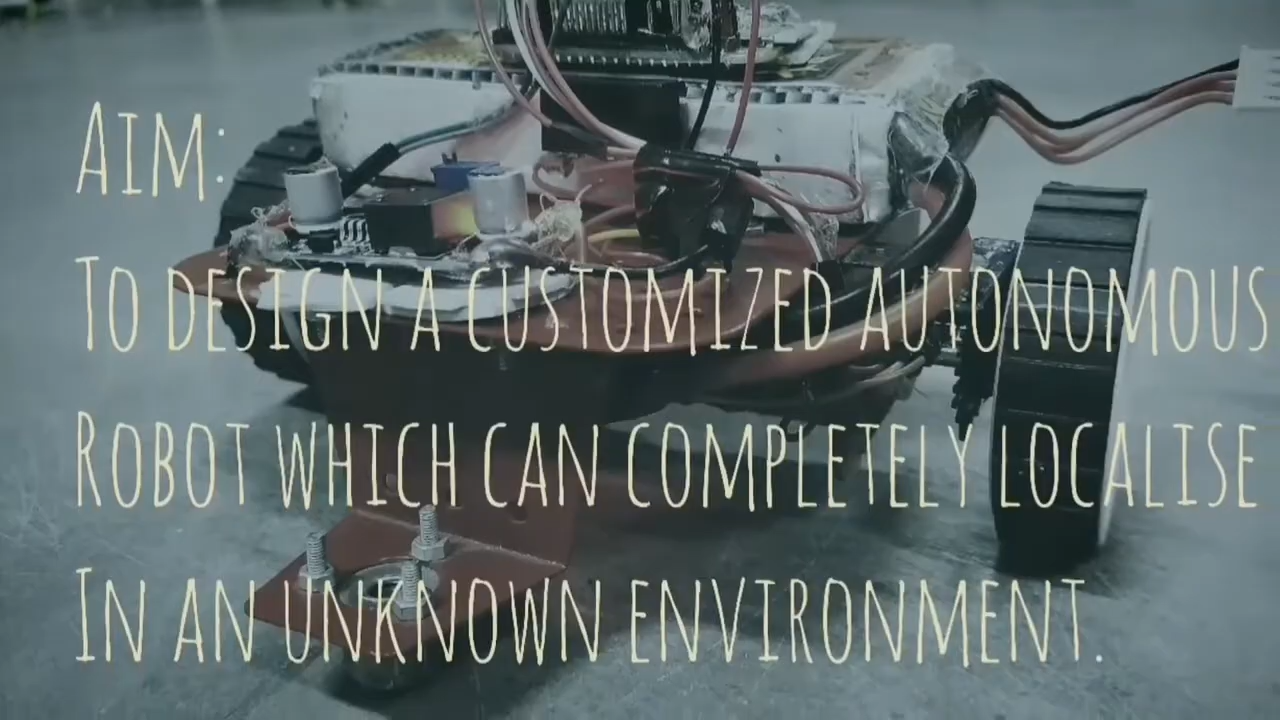 Aim:
To design a customized autonomous
Robot which can completely localise
In an unknown environment.